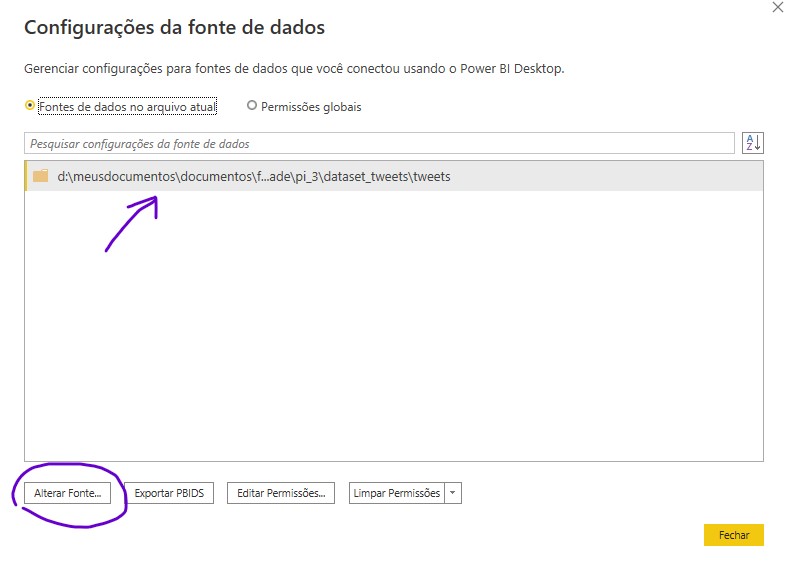 Configurações da fonte de dados
Gerenciar configurações para fontes de dados que você conectou usando o Power BI Desktop.
Fontes de dados no arquivo atual Permissões globais
Pesquisar configurações da fonte de dados
A
Z
d:\meusdocumentos\documentos\f...ade\pi_3\dataset_tweets\tweets
Alterar Fonte... Exportar PBIDS Editar Permissões... Limpar Permissões
Fechar